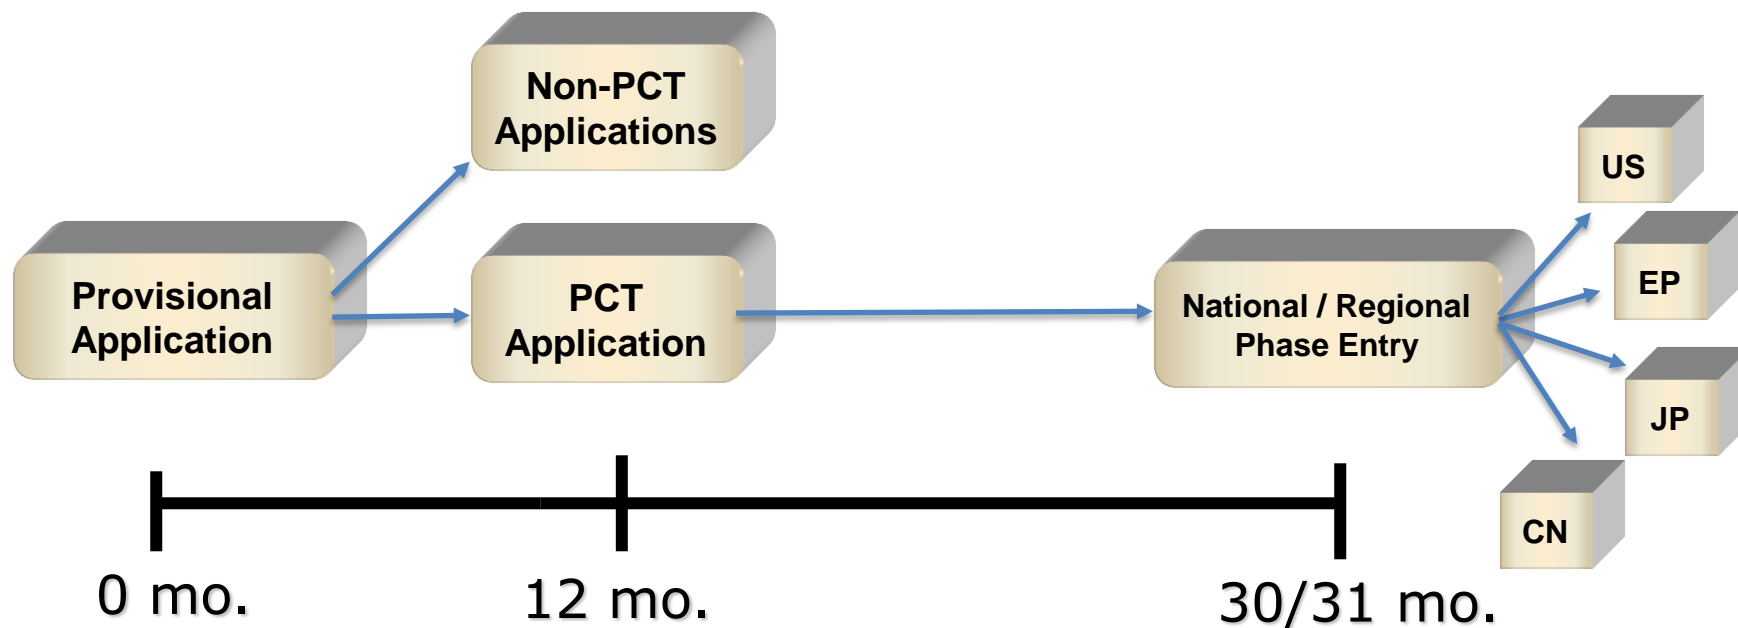 Non-PCT
Applications
Provisional
Application
PCT
Application
National / Regional
Phase Entry
US
EP
JP
CN
0 mo.
12 mo.
30/31 mo.